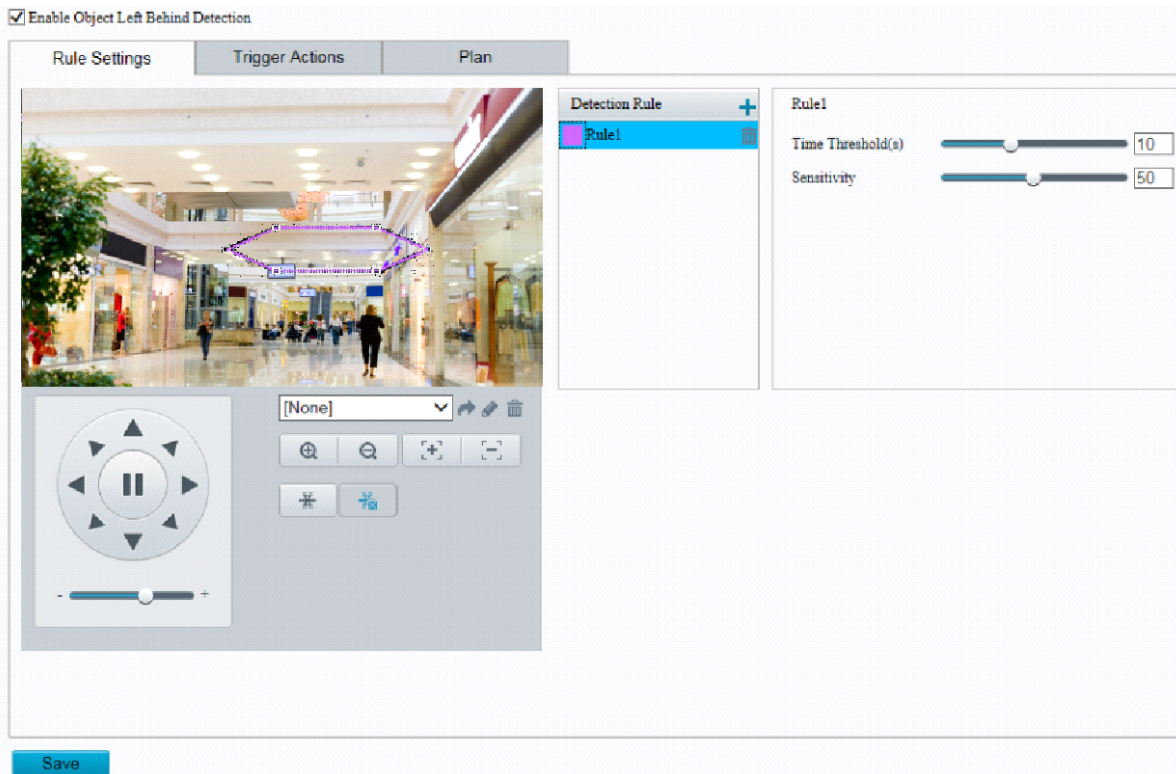 Enable Object Left Behind Detection
Rule Settings
Trigger Actions
Plan
Detection Rule
Rule1
Rule1
Time Threshold(s)
10
Sensitivity
50
[None]
- +
Save